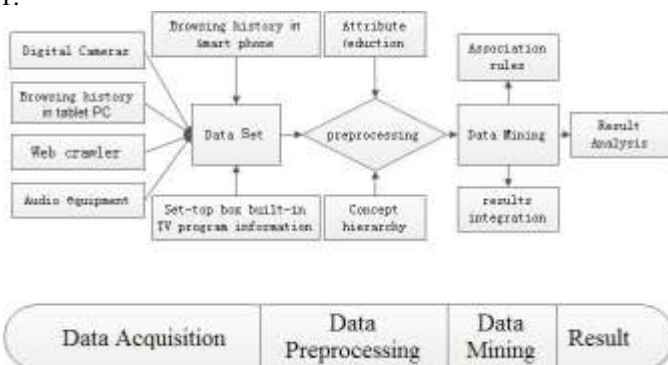 1.
Browsing history in
Smart phone
Attribute
reduction
Digital Cameras
Association
rules
Browsing history
in tablet PC
Data Set
preprocessing
Data Mining
Result
Analysis
Web crawler
Audio equipment
Set-top box built-in
TV program information
Concept
hierarchy
results
integration
Data Acquisition
Data
Preprocessing
Data
Mining
Result